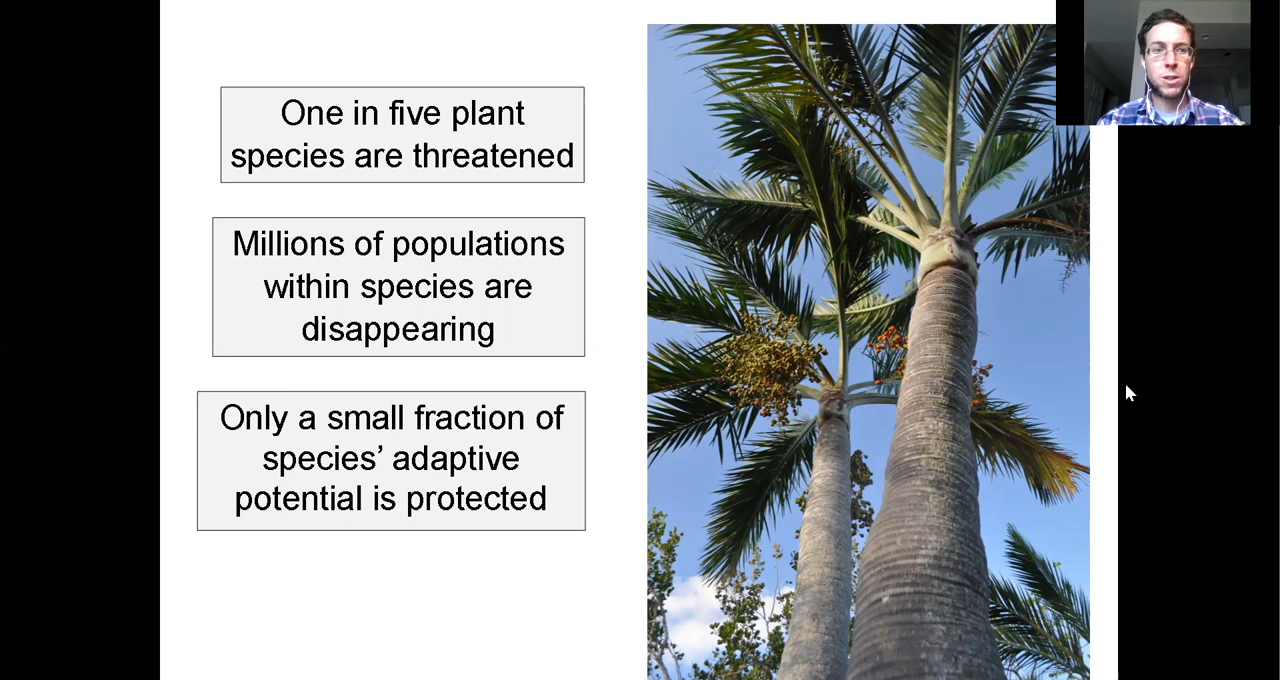 One in five plant
species are threatened
Millions of populations
within species are
disappearing
Only a small fraction of
species’ adaptive
potential is protected